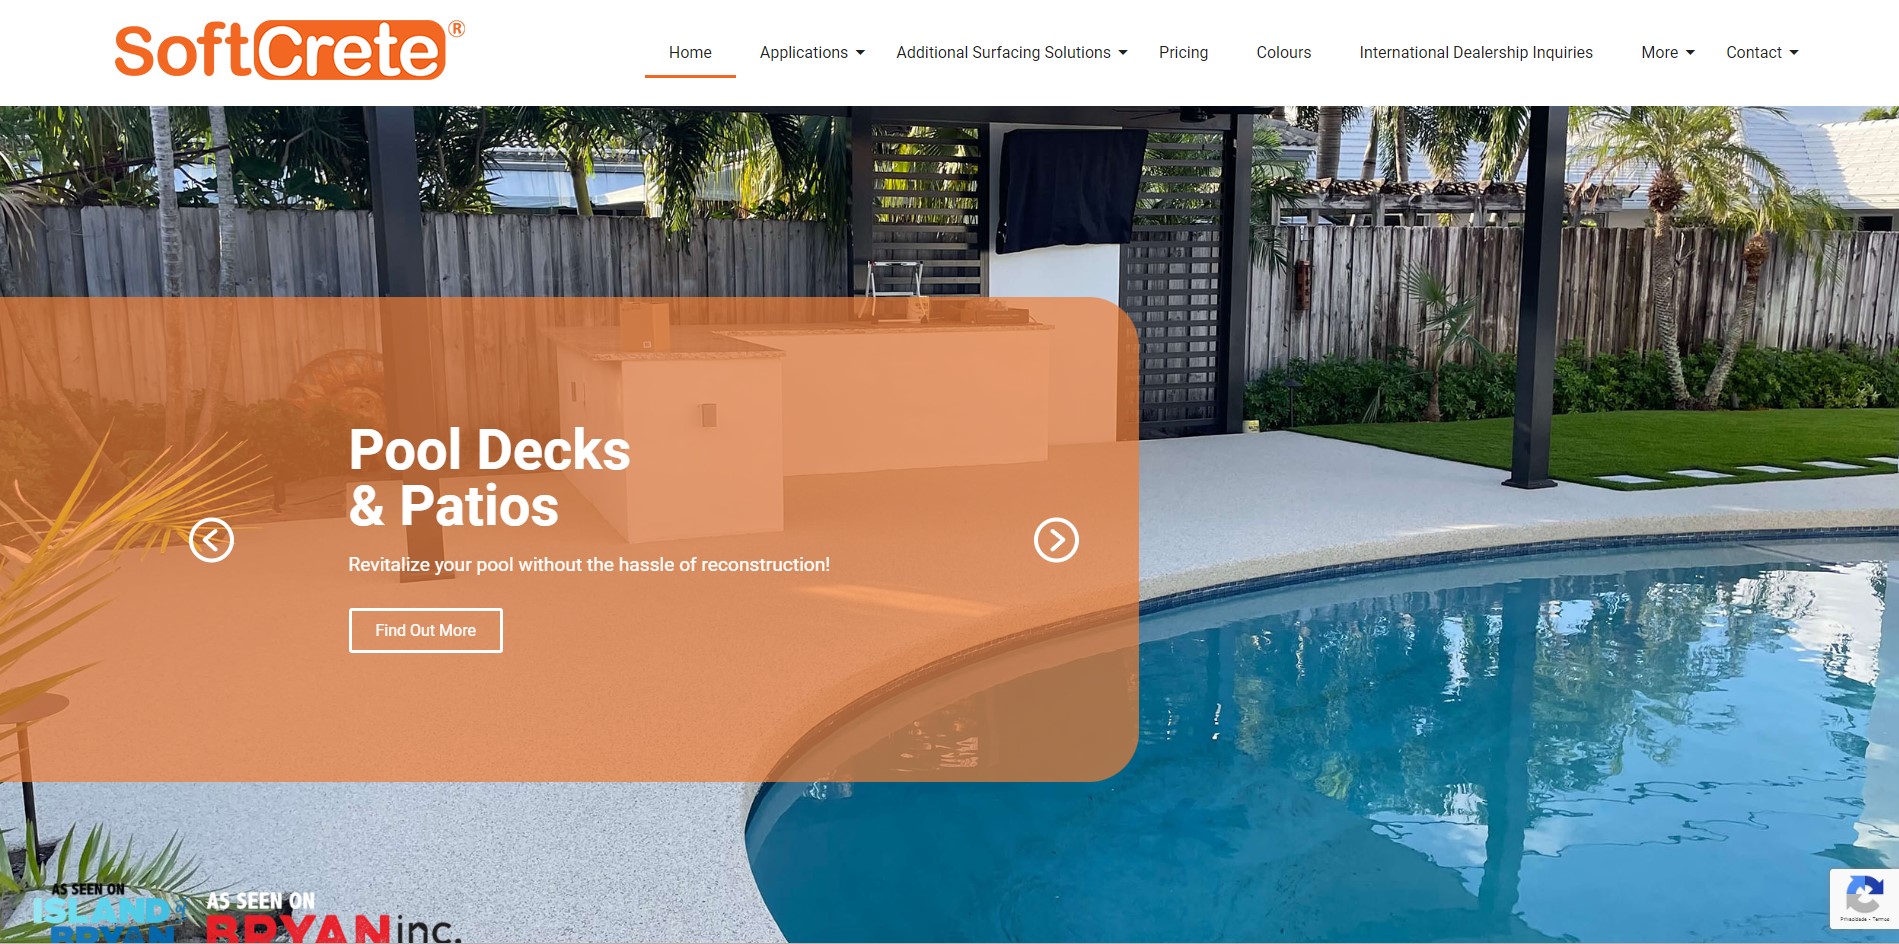 SoftCrete®
Home
Applications
Additional Surfacing Solutions
Pricing
Colours
International Dealership Inquiries
More
Contact
Pool Decks
& Patios
Revitalize your pool without the hassle of reconstruction!
Find Out More
AS SEEN ON
ISLAND
BRYAN
AS SEEN ON
BRYAN inc.
Privacidade - Termos